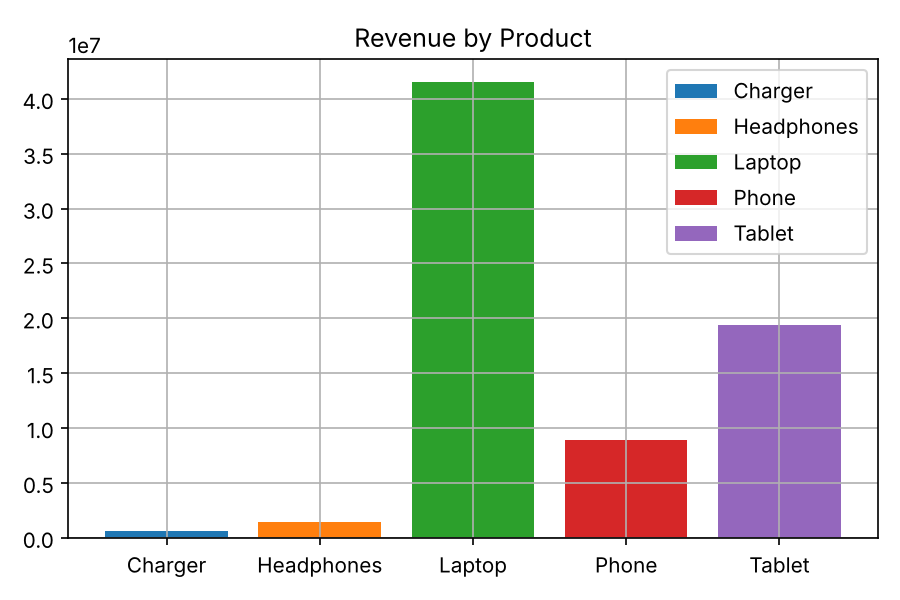 Revenue by Product
1e7
4.0
3.5
3.0
2.5
2.0
1.5
1.0
0.5
0.0
Charger
Headphones
Laptop
Phone
Tablet
Charger Headphones Laptop Phone Tablet